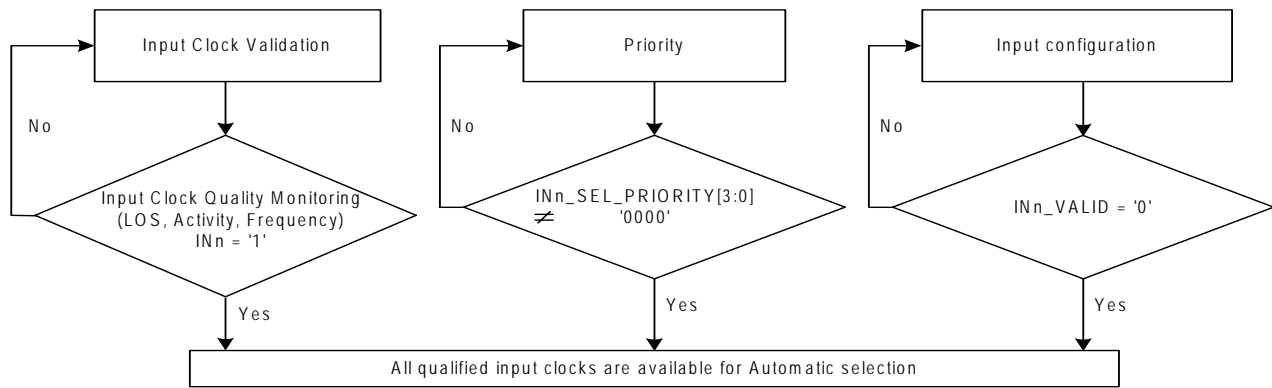 Input Clock Validation
No
Input Clock Quality Monitoring
(LOS, Activity, Frequency)
INn = '1'
Yes
Priority
No
INn_SEL_PRIORITY[3:0]
≠ '0000'
Yes
Input configuration
No
INn_VALID = '0'
Yes
All qualified input clocks are available for Automatic selection